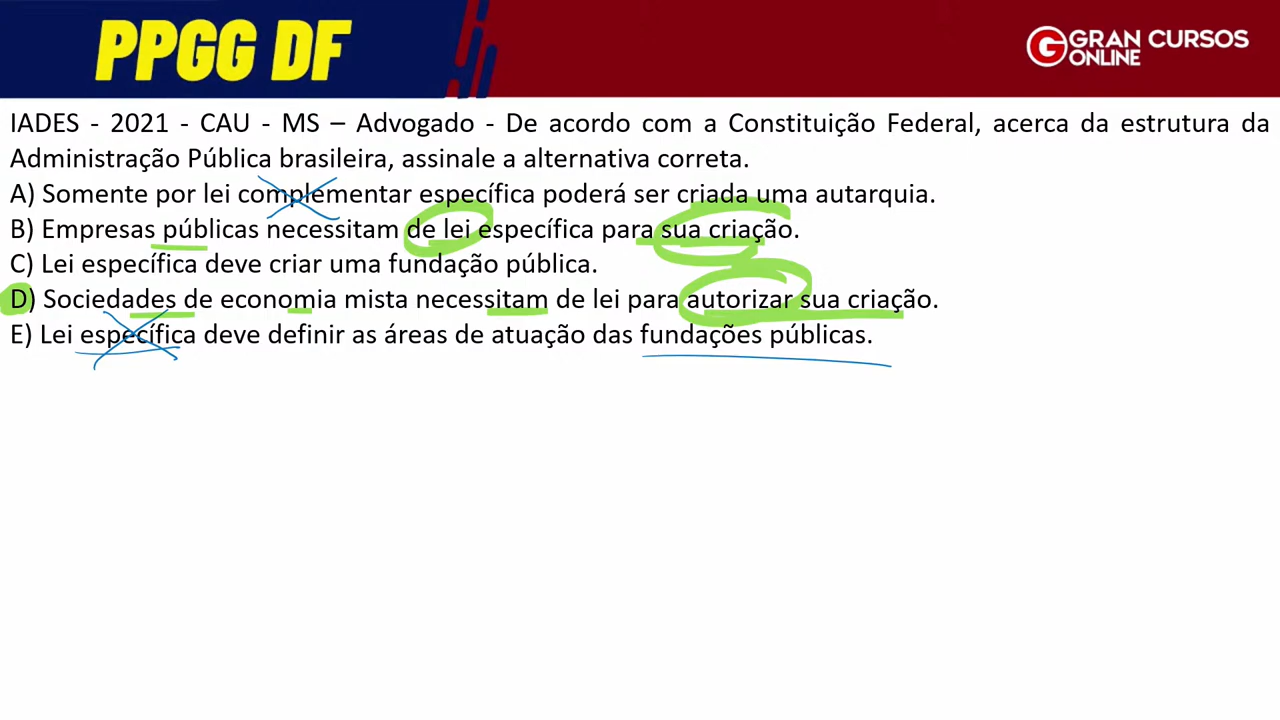 PPGG DF
GRAN CURSOS
ONLINE
IADES - 2021 - CAU - MS – Advogado - De acordo com a Constituição Federal, acerca da estrutura da
Administração Pública brasileira, assinale a alternativa correta.
A) Somente por lei complementar específica poderá ser criada uma autarquia.
B) Empresas públicas necessitam de lei específica para sua criação.
C) Lei específica deve criar uma fundação pública.
D) Sociedades de economia mista necessitam de lei para autorizar sua criação.
E) Lei específica deve definir as áreas de atuação das fundações públicas.